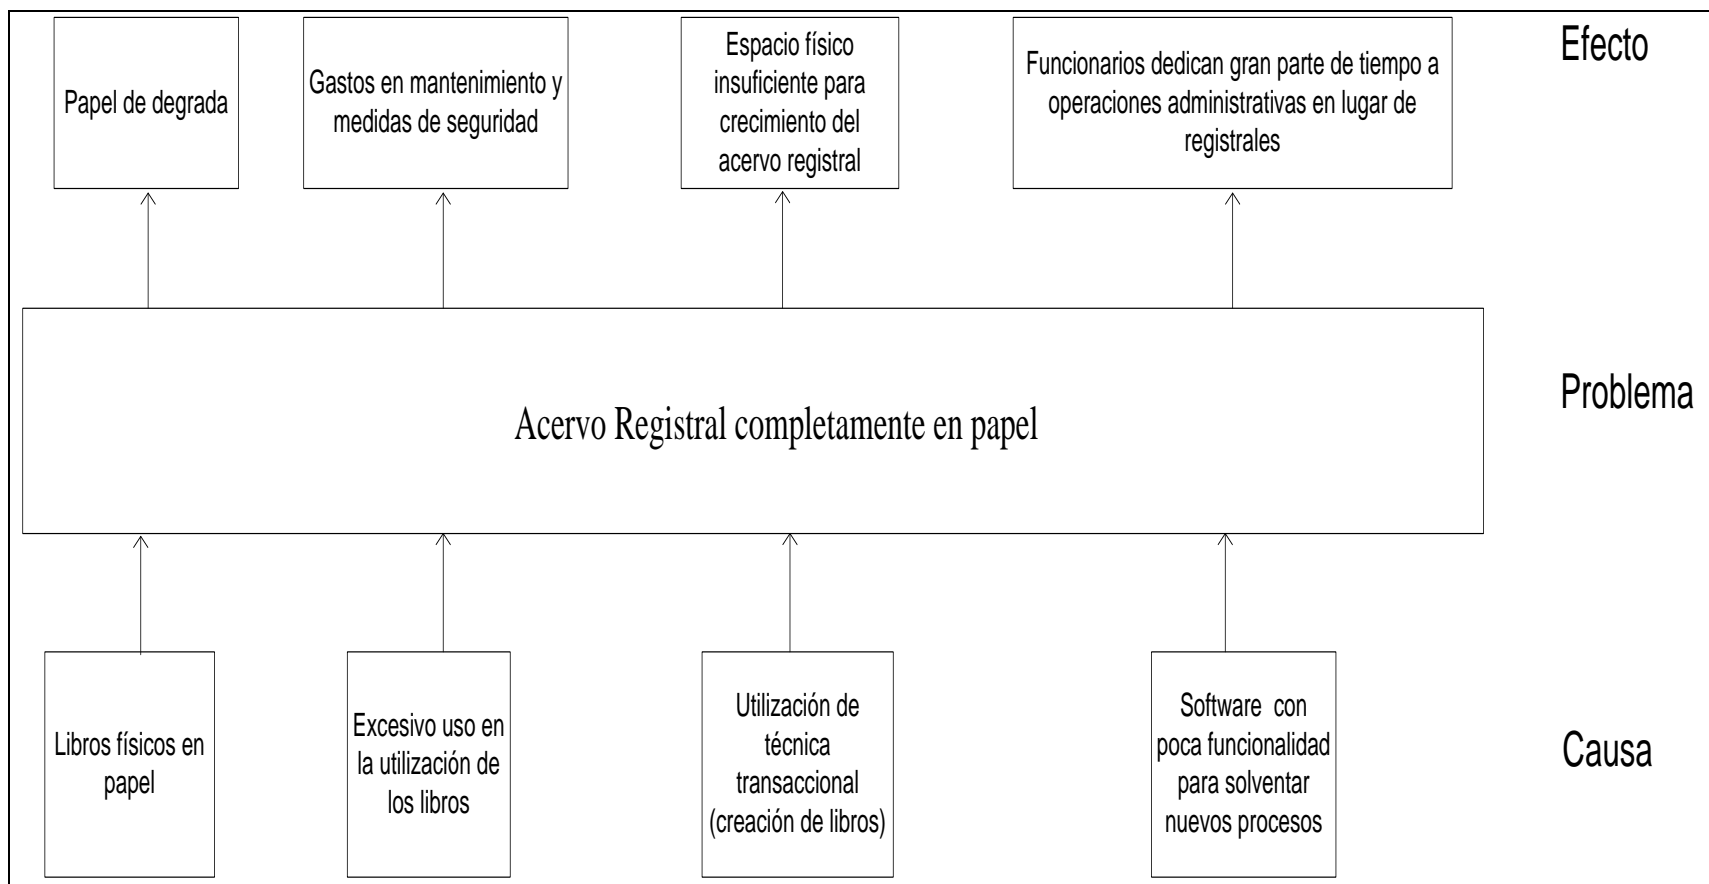 Papel de degrada
Gastos en mantenimiento y
medidas de seguridad
Espacio físico
insuficiente para
crecimiento del
acervo registral
Funcionarios dedican gran parte de tiempo a
operaciones administrativas en lugar de
registrales
Efecto
Acervo Registral completamente en papel
Problema
Libros físicos en
papel
Excesivo uso en
la utilización de
los libros
Utilización de
técnica
transaccional
(creación de libros)
Software  con
poca funcionalidad
para solventar
nuevos procesos
Causa